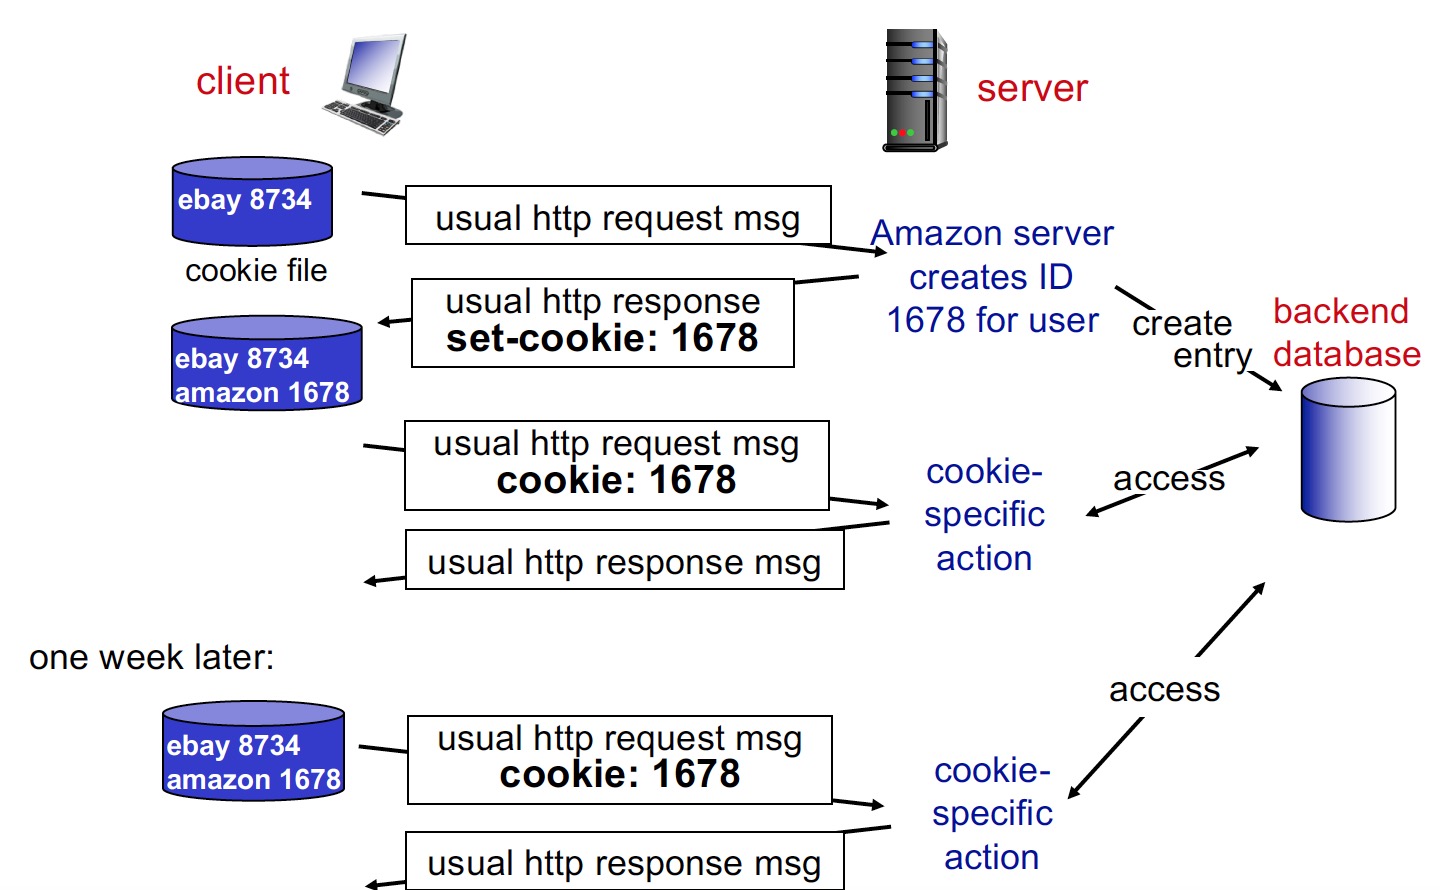 client
server
ebay 8734
usual http request msg
cookie file
Amazon server
creates ID
1678 for user
usual http response
set-cookie: 1678
create
entry
backend
database
ebay 8734
amazon 1678
usual http request msg
cookie: 1678
cookie-
specific
action
access
usual http response msg
one week later:
access
ebay 8734
amazon 1678
usual http request msg
cookie: 1678
cookie-
specific
action
usual http response msg